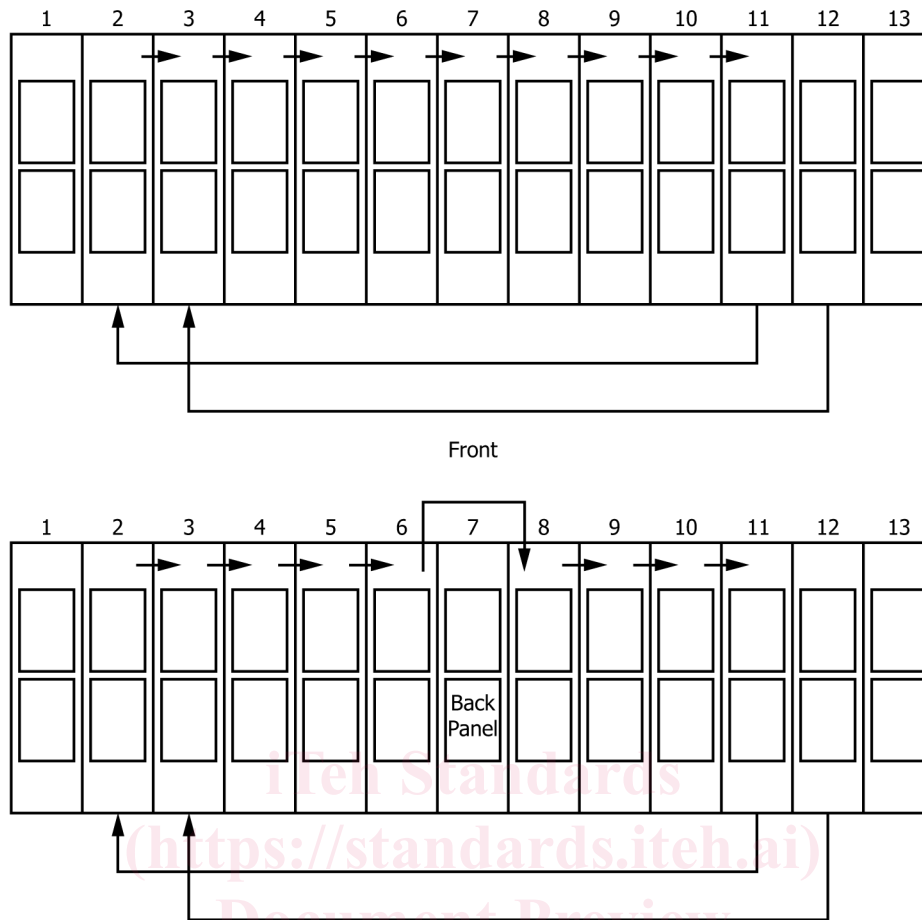 1 2 3 4 5 6 7 8 9 10 11 12 13
Front
1 2 3 4 5 6 7 8 9 10 11 12 13
Back
Panel
iTeh Standards
(https://standards.iteh.ai)
Document Preview